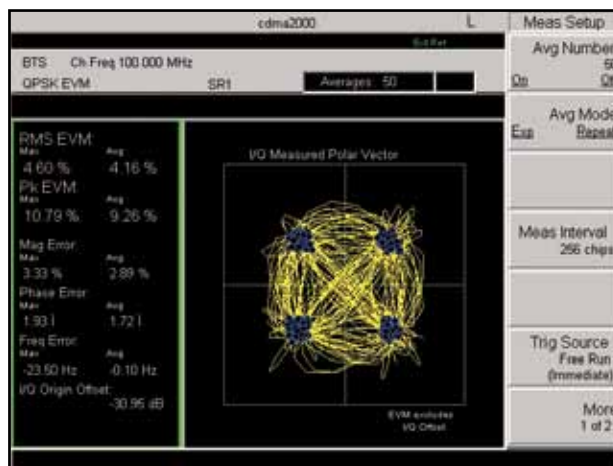 cdma2000 L Meas Setup
Ext Ref
BTS Ch Freq 100.000 MHz
QPSK EVM SR1 Averages: 50
Avg Number
50
On Off
Avg Mode
Exp Repeat
Meas Interval
256 chips
Trig Source
Free Run
(Immediate)
More
1 of 2
RMS EVM:
Max Avg
4.60 % 4.16 %
Pk EVM:
Max Avg
10.79 % 9.26 %
Mag Error:
Max Avg
3.33 % 2.89 %
Phase Error:
Max Avg
1.93 l 1.72 l
Freq Error:
Max Avg
-23.50 Hz -0.10 Hz
I/Q Origin Offset:
-30.95 dB
I/Q Measured Polar Vector
EVM excludes
I/Q Offset